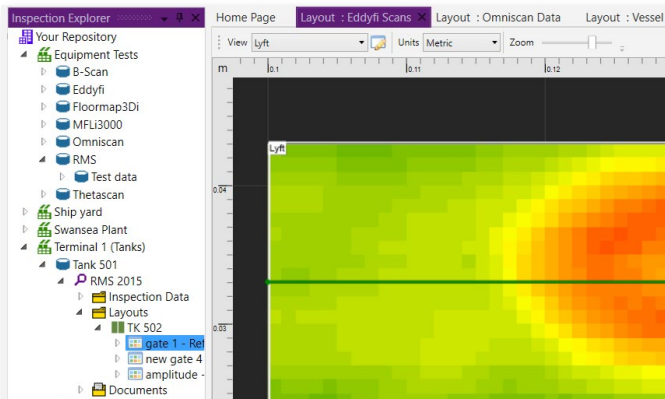 Inspection Explorer
Home Page
Layout : Eddyfi Scans
Layout : Omniscan Data
Layout : Vessel
Your Repository
Equipment Tests
B-Scan
Eddyfi
Floormap3Di
MFLi3000
Omniscan
RMS
Test data
Thetascan
Ship yard
Swansea Plant
Terminal 1 (Tanks)
Tank 501
RMS 2015
Inspection Data
Layouts
TK 502
gate 1 - Ref
new gate 4
amplitude -
Documents
View Lyft
Units Metric
Zoom
m
0.1
0.11
0.12
Lyft
0.04
0.03